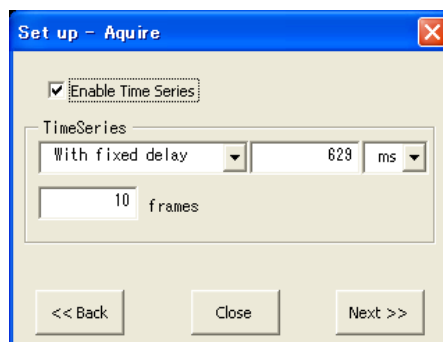 Set up - Aquire
Enable Time Series
TimeSeries
With fixed delay 629 ms
10 frames
<< Back Close Next >>